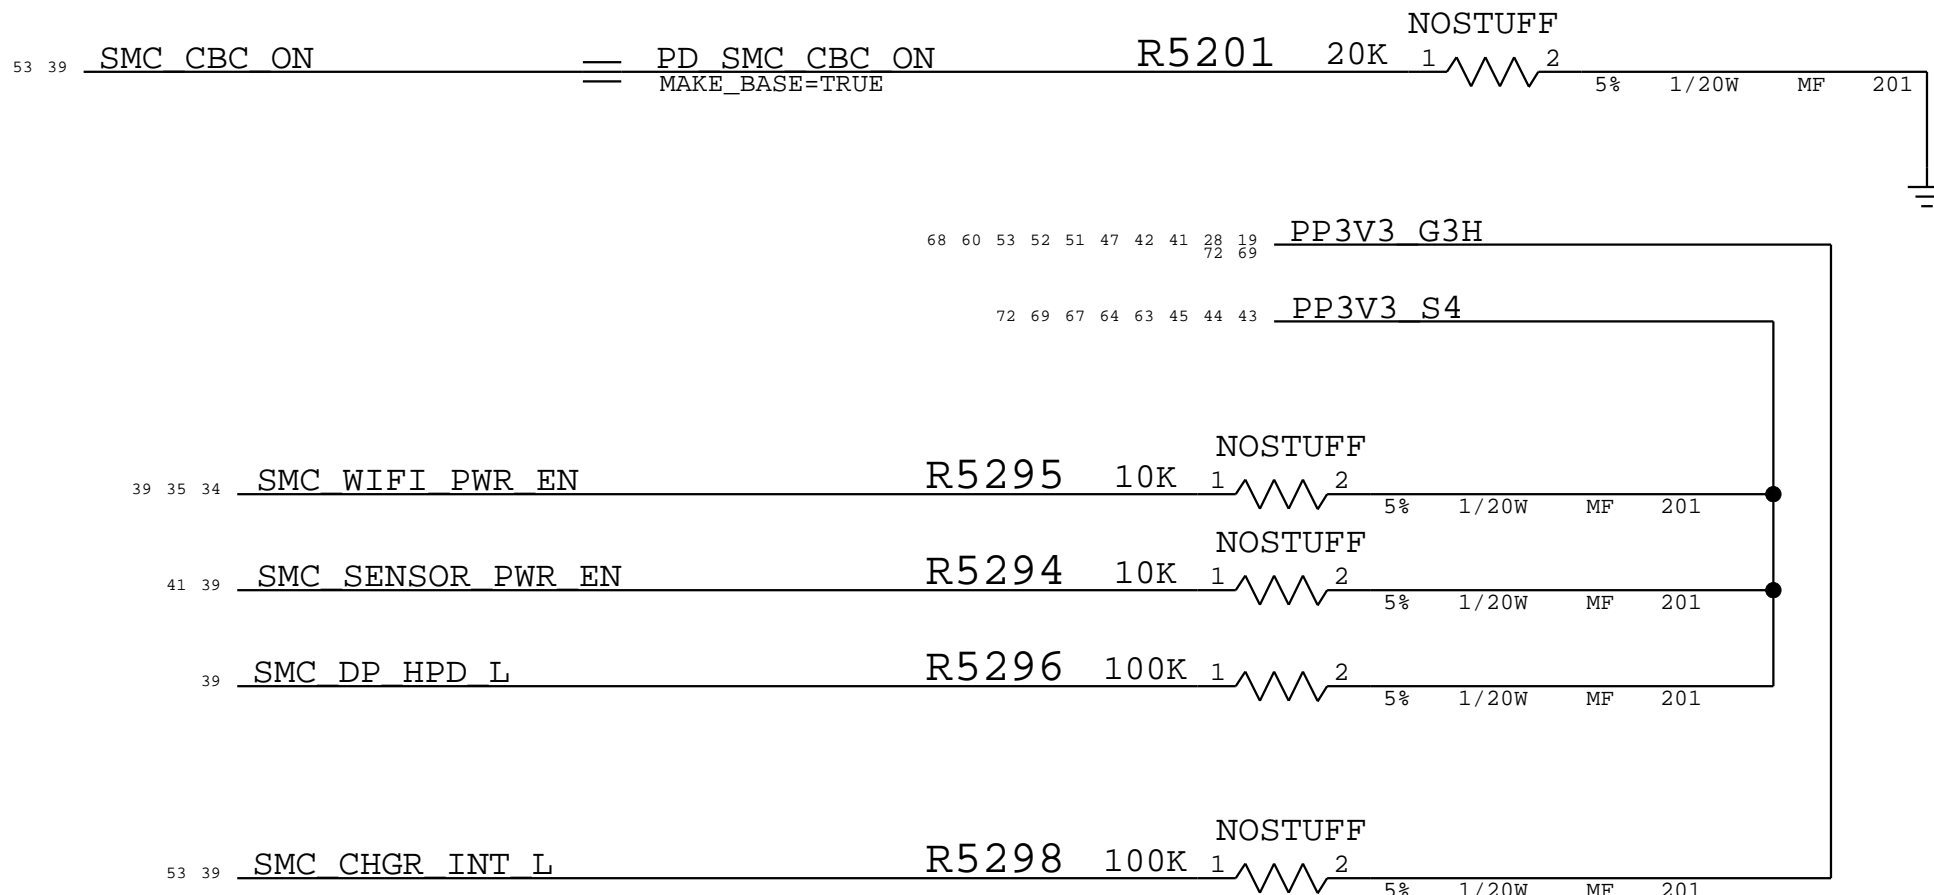 NOSTUFF
53 39 SMC_CBC_ON PD_SMC_CBC_ON R5201 20K 1 2
MAKE_BASE=TRUE 5% 1/20W MF 201
68 60 53 52 51 47 42 41 28 19 PP3V3_G3H
72 69
72 69 67 64 63 45 44 43 PP3V3_S4
NOSTUFF
39 35 34 SMC_WIFI_PWR_EN R5295 10K 1 2
5% 1/20W MF 201
NOSTUFF
41 39 SMC_SENSOR_PWR_EN R5294 10K 1 2
5% 1/20W MF 201
39 SMC_DP_HPD_L R5296 100K 1 2
5% 1/20W MF 201
NOSTUFF
53 39 SMC_CHGR_INT_L R5298 100K 1 2
5% 1/20W MF 201